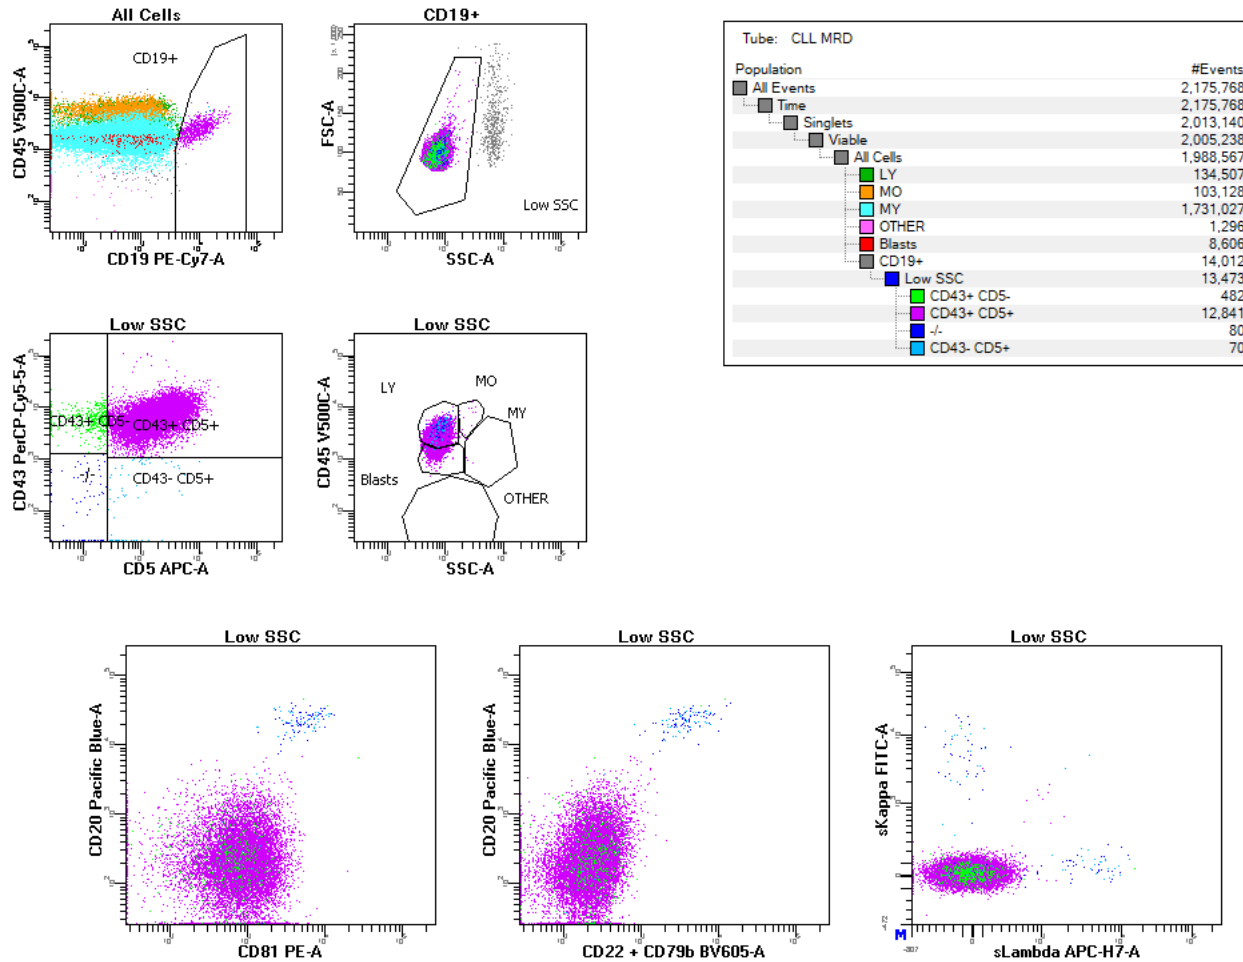 All Cells
CD19+
CD45 V500C-A
CD19 PE-Cy7-A
CD19+
FSC-A
Low SSC
SSC-A
Tube: CLL MRD
Population #Events
All Events 2,175,768
Time 2,175,768
Singlets 2,013,140
Viable 2,005,238
All Cells 1,988,567
LY 134,507
MO 103,128
MY 1,731,027
OTHER 1,296
Blasts 8,606
CD19+ 14,012
Low SSC 13,473
CD43+ CD5- 482
CD43+ CD5+ 12,841
-/- 80
CD43- CD5+ 70
Low SSC
CD43 PerCP-Cy5-5-A
CD43+ CD5-
CD43+ CD5+
-/-
CD43- CD5+
CD5 APC-A
Low SSC
CD45 V500C-A
LY
MO
MY
Blasts
OTHER
SSC-A
Low SSC
CD20 Pacific Blue-A
CD81 PE-A
Low SSC
CD20 Pacific Blue-A
CD22 + CD79b BV605-A
Low SSC
sKappa FITC-A
M
sLambda APC-H7-A